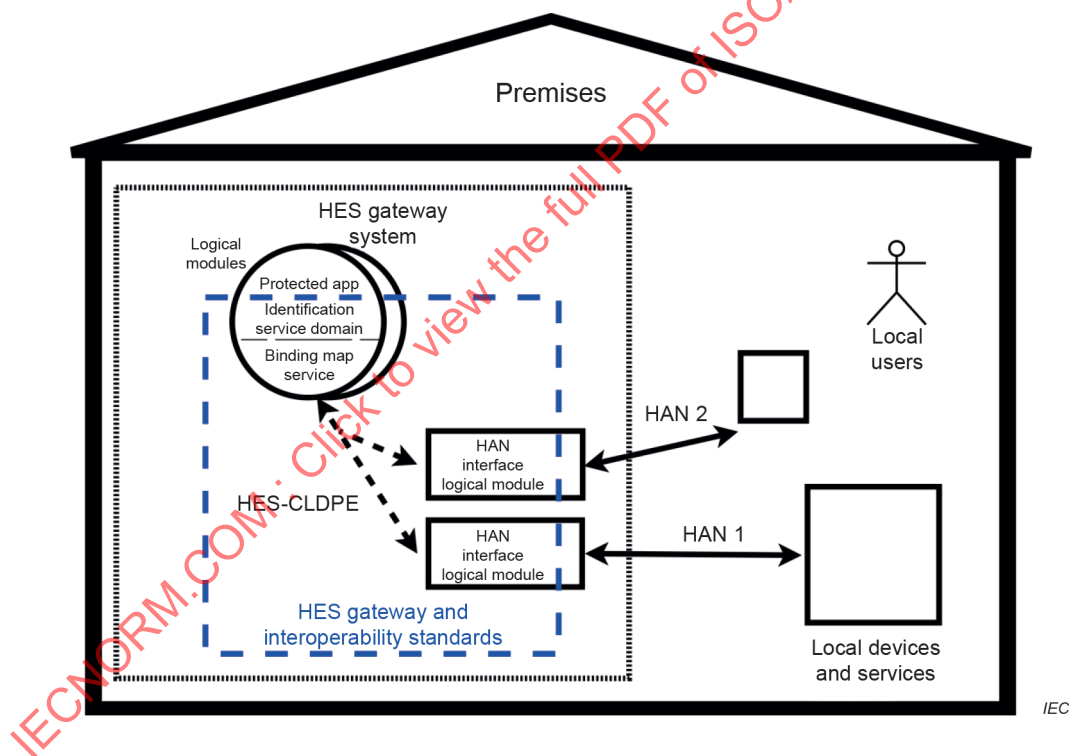 Premises
HES gateway
system
Logical
modules
Protected app
Identification
service domain
Binding map
service
Local
users
HAN 2
HAN
interface
logical module
HES-CLDPE
HAN 1
HAN
interface
logical module
HES gateway and
interoperability standards
Local devices
and services
IEC
IECNORM.COM : Click to view the full PDF of ISO/